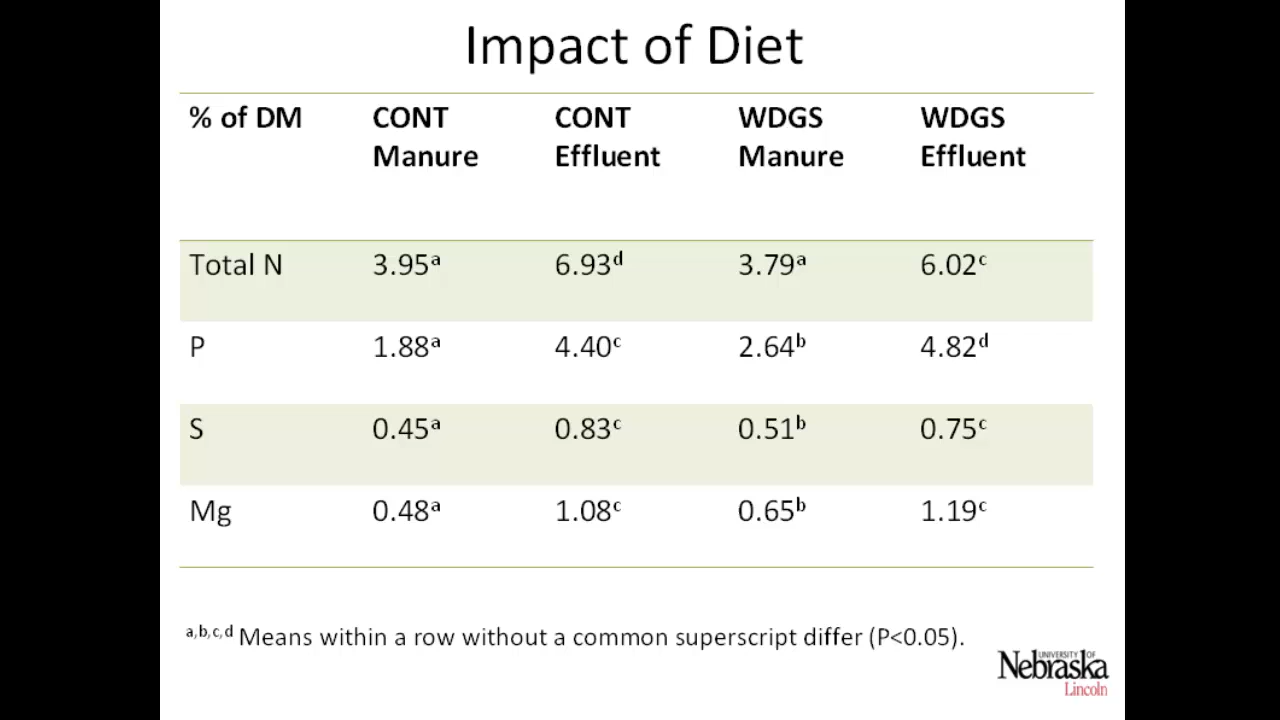 Impact of Diet
% of DM CONT Manure CONT Effluent WDGS Manure WDGS Effluent
Total N 3.95ᵃ 6.93ᵈ 3.79ᵃ 6.02ᶜ
P 1.88ᵃ 4.40ᶜ 2.64ᵇ 4.82ᵈ
S 0.45ᵃ 0.83ᶜ 0.51ᵇ 0.75ᶜ
Mg 0.48ᵃ 1.08ᶜ 0.65ᵇ 1.19ᶜ
ᵃ,ᵇ,ᶜ,ᵈ Means within a row without a common superscript differ (P<0.05).
UNIVERSITY OF
Nebraska
Lincoln